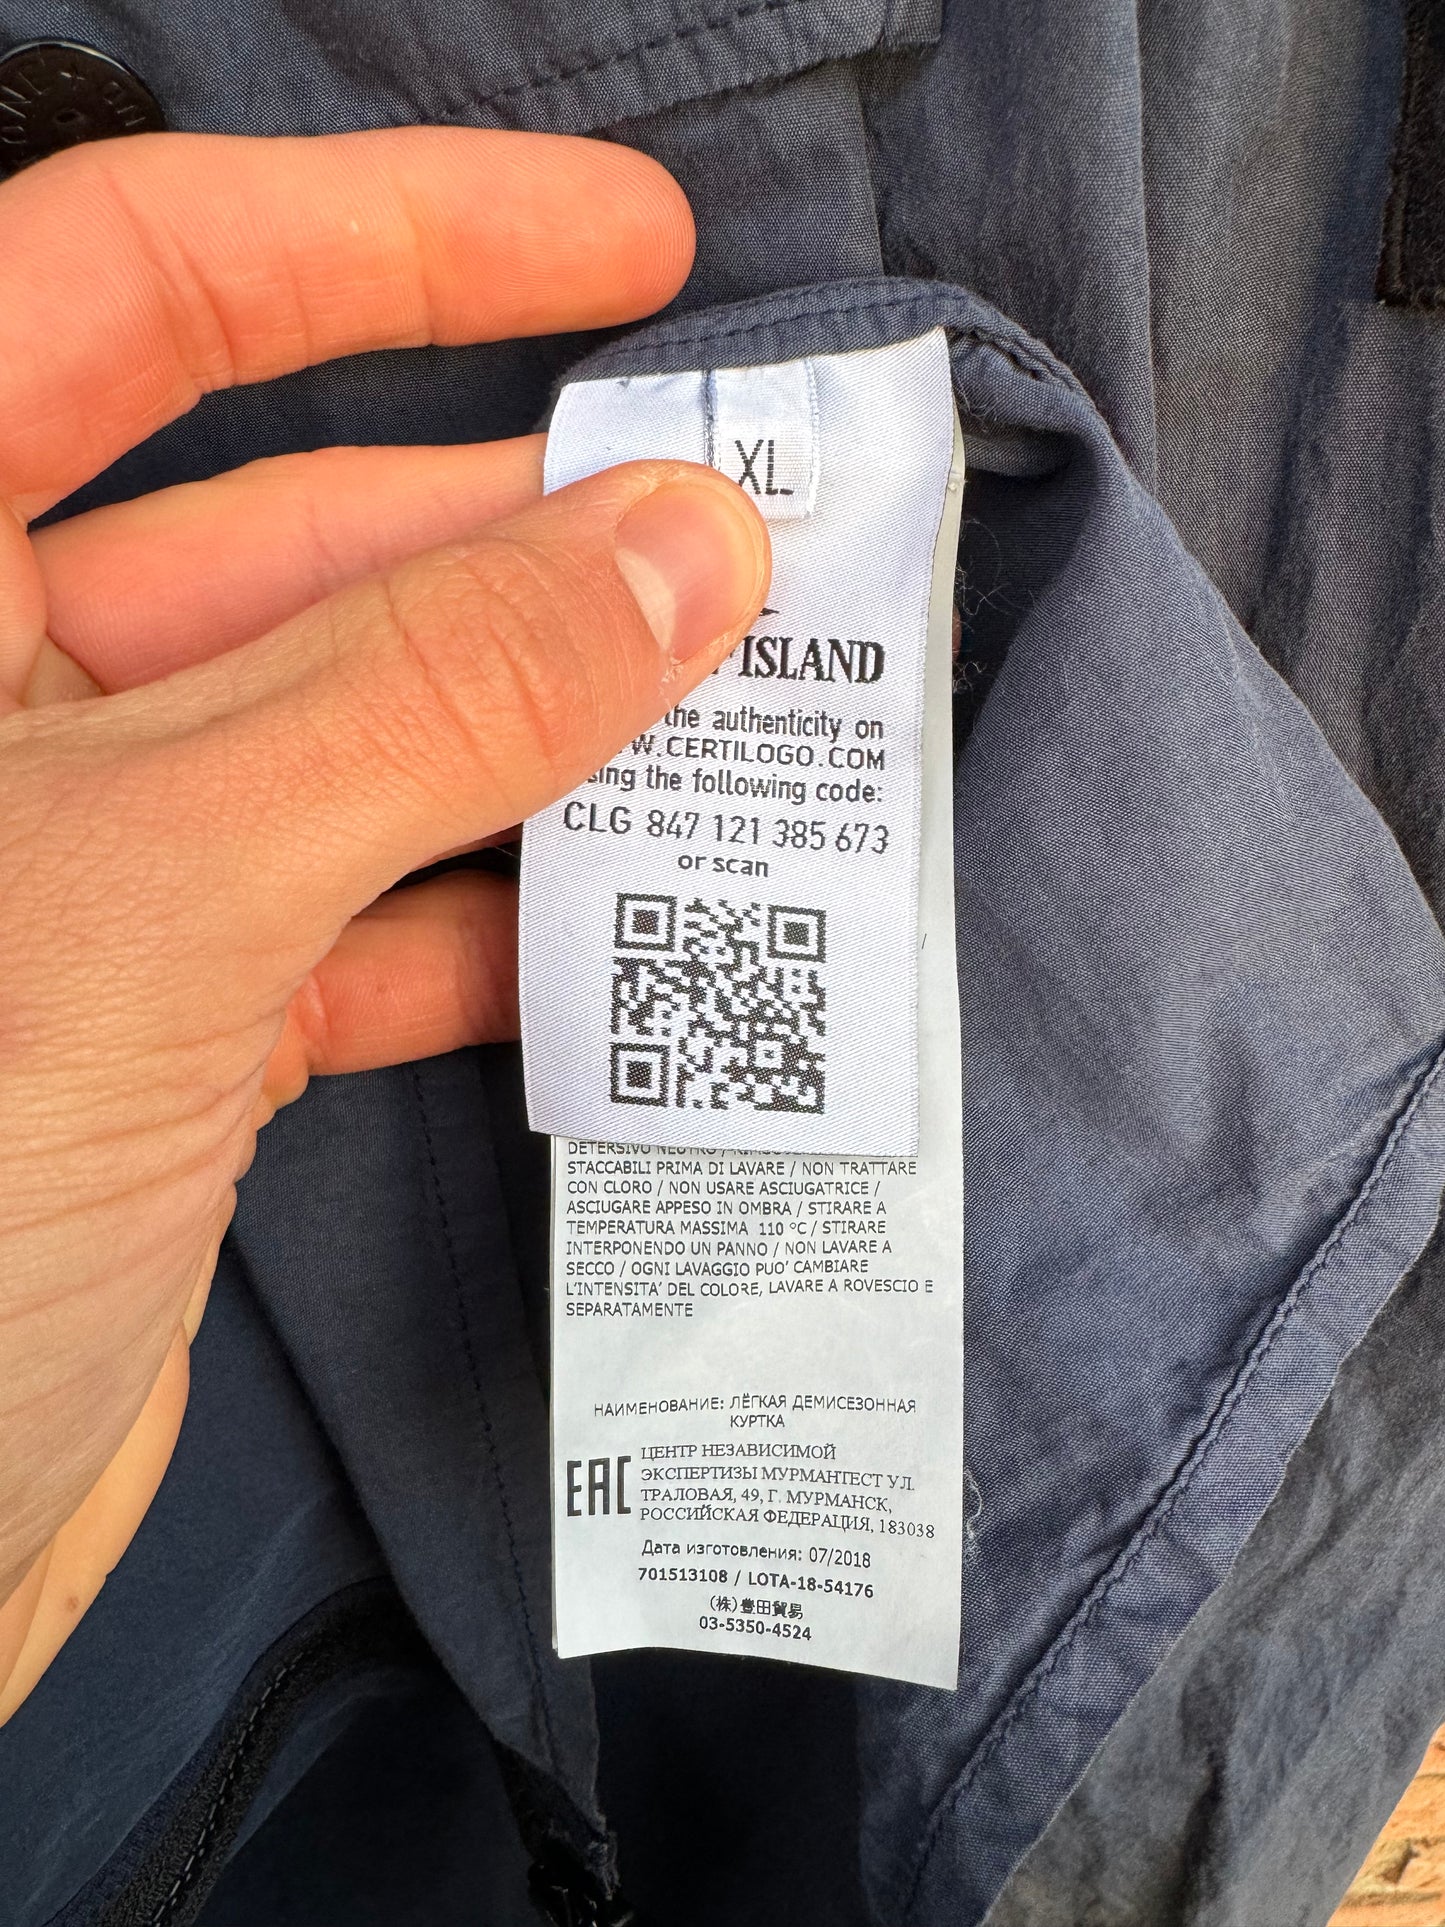 XL
ISLAND
the authenticity on
W.CERTILOGO.COM
the following code:
CLG 847 121 385 673
or scan
DETERSIVO NEUTRO /
STACCABILI PRIMA DI LAVARE / NON TRATTARE
CON CLORO / NON USARE ASCIUGATRICE /
ASCIUGARE APPESO IN OMBRA / STIRARE A
TEMPERATURA MASSIMA 110 °C / STIRARE
INTERPONENDO UN PANNO / NON LAVARE A
SECCO / OGNI LAVAGGIO PUO' CAMBIARE
L'INTENSITA' DEL COLORE, LAVARE A ROVESCIO E
SEPARATAMENTE
НАИМЕНОВАНИЕ: ЛЁГКАЯ ДЕМИСЕЗОННАЯ
КУРТКА
EAC
ЦЕНТР НЕЗАВИСИМОЙ
ЭКСПЕРТИЗЫ МУРМАНТЕСТ УЛ.
ТРАЛОВАЯ, 49, Г. МУРМАНСК,
РОССИЙСКАЯ ФЕДЕРАЦИЯ, 183038
Дата изготовления: 07/2018
701513108 / LOTA-18-54176
(株)豊田貿易
03-5350-4524